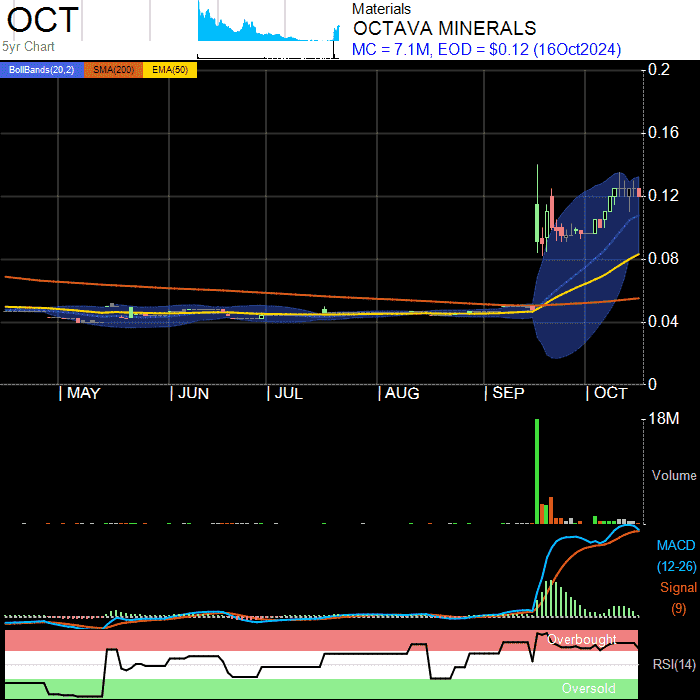 OCT
5yr Chart
Materials
OCTAVA MINERALS
MC = 7.1M, EOD = $0.12 (16Oct2024)
BollBands(20,2) SMA(200) EMA(50)
0.2
0.16
0.12
0.08
0.04
0
MAY JUN JUL AUG SEP OCT
18M
Volume
MACD
(12-26)
Signal
(9)
Overbought
RSI(14)
Oversold